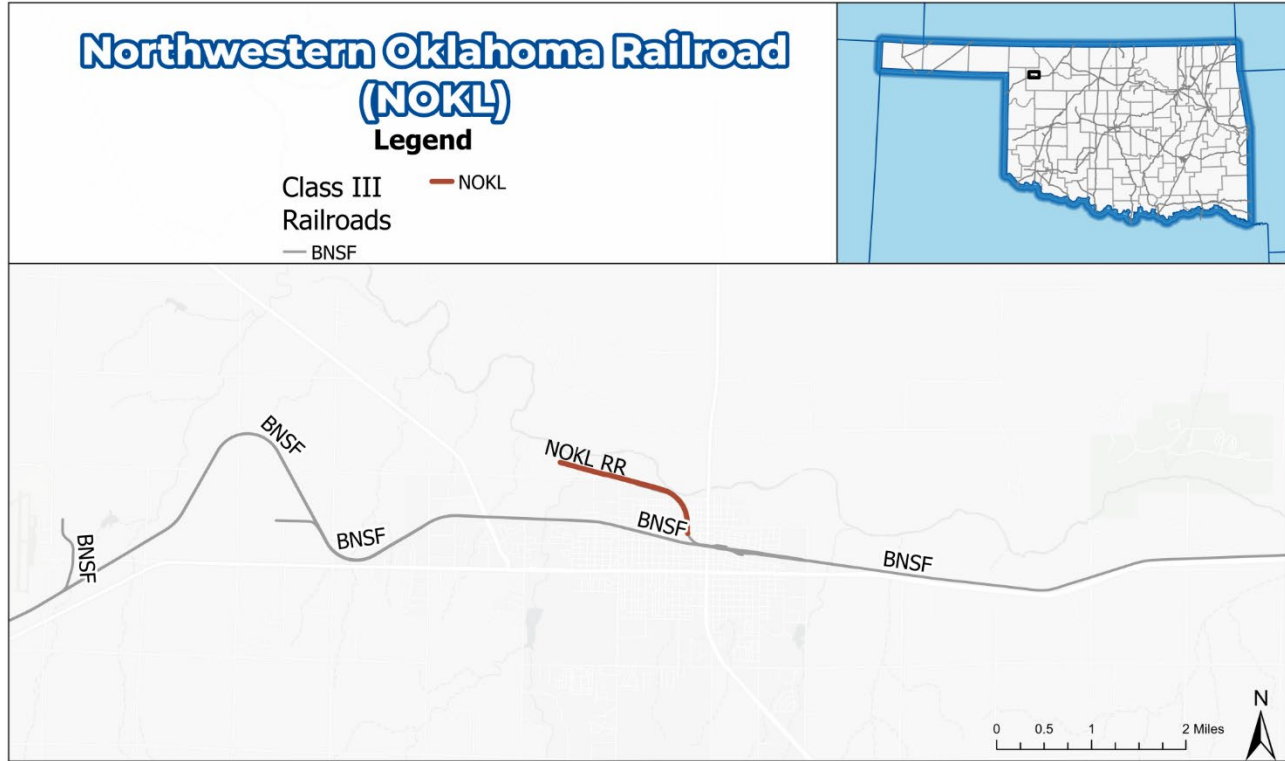 Northwestern Oklahoma Railroad
(NOKL)
Legend
Class III
Railroads
NOKL
BNSF
BNSF
NOKL RR
BNSF
BNSF
BNSF
BNSF
N
0 0.5 1 2 Miles